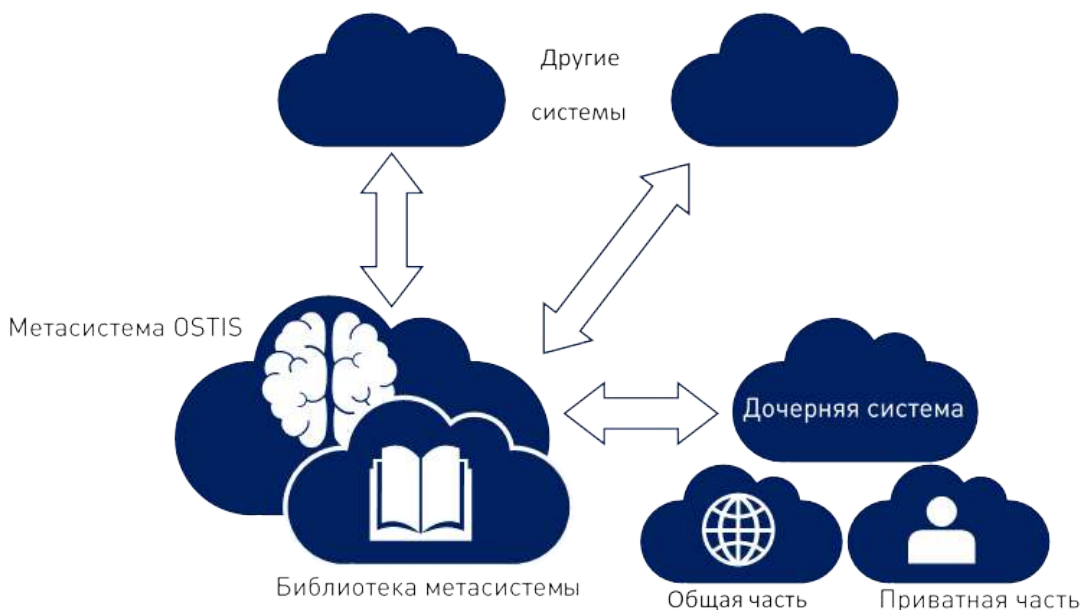 Другие
системы
Метасистема OSTIS
Дочерняя система
Библиотека метасистемы
Общая часть
Приватная часть